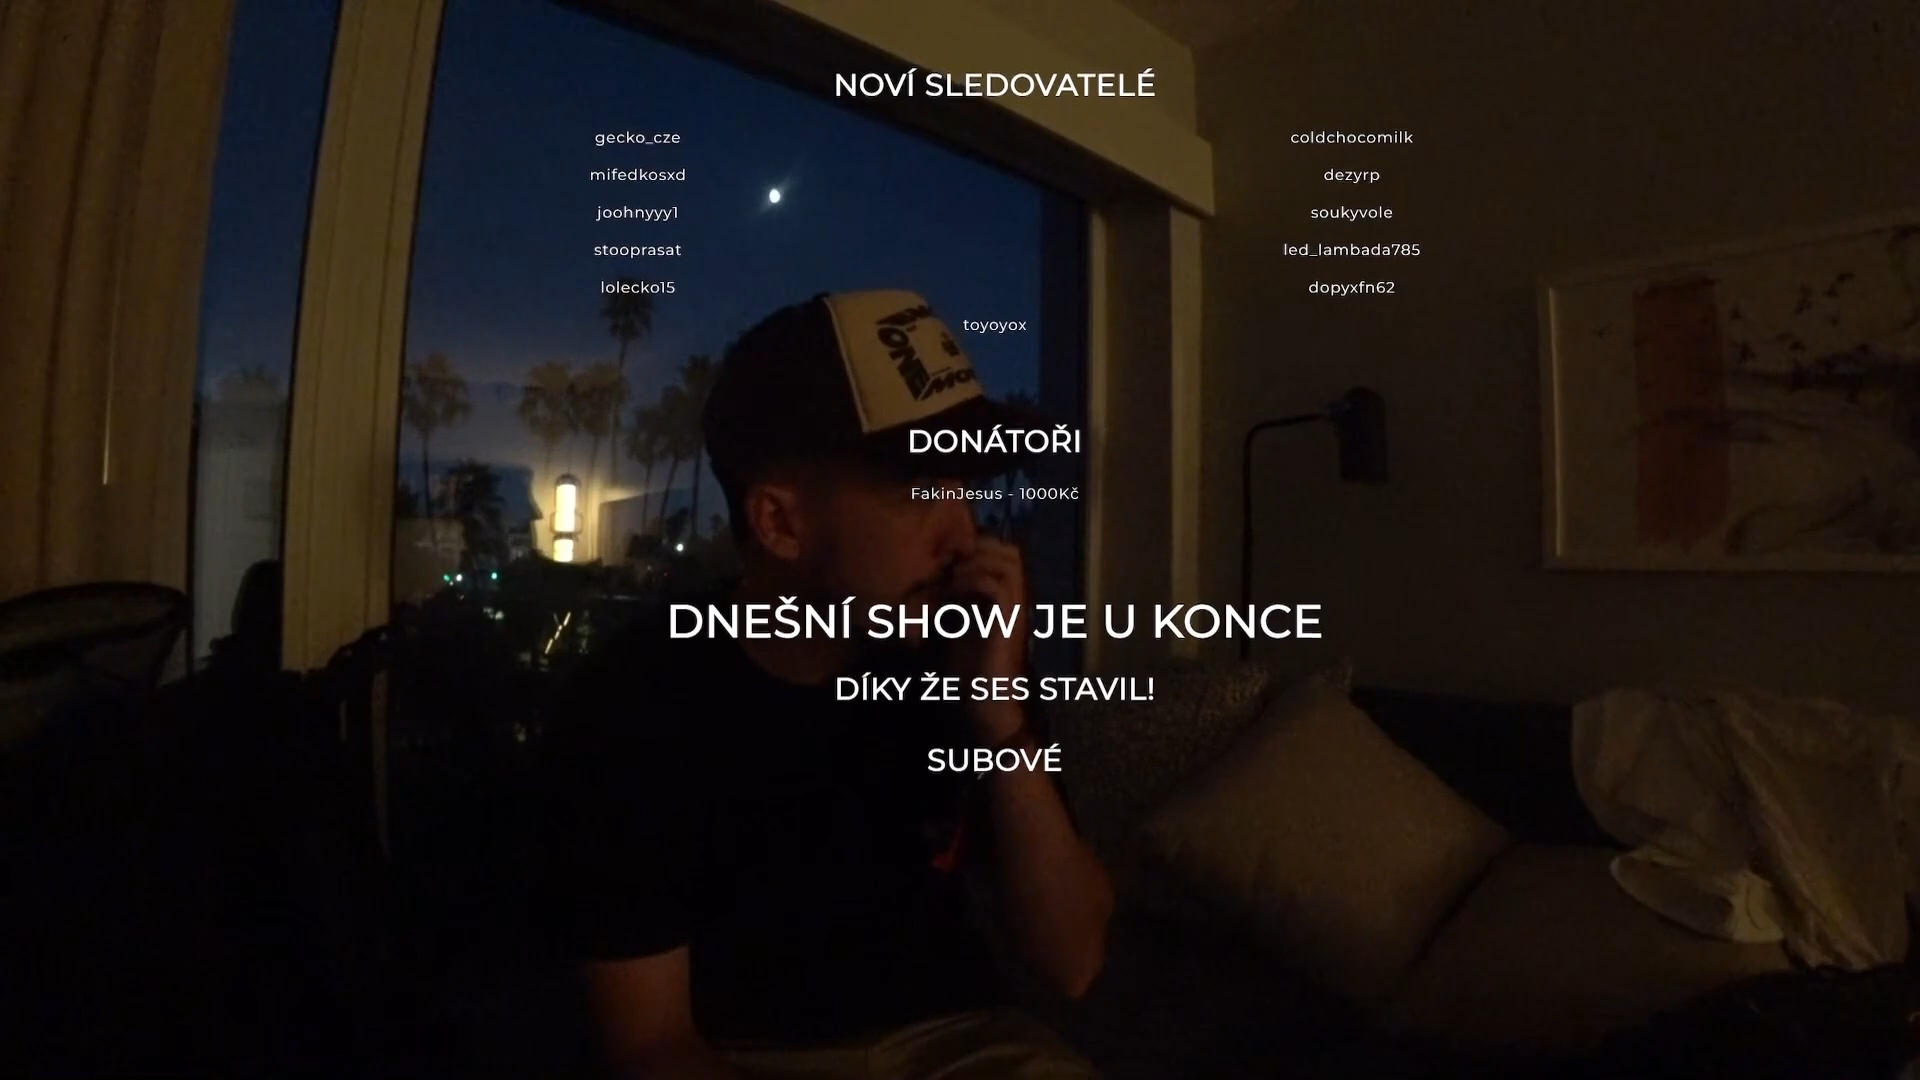 NOVÍ SLEDOVATELÉ
gecko_cze
coldchocomilk
mifedkosxd
dezyrp
joohnyyy1
soukyvole
stooprasat
led_lambada785
lolecko15
dopyxfn62
toyoyox
ONE
DONÁTOŘI
FakinJesus - 1000Kč
DNEŠNÍ SHOW JE U KONCE
DÍKY ŽE SES STAVIL!
SUBOVÉ